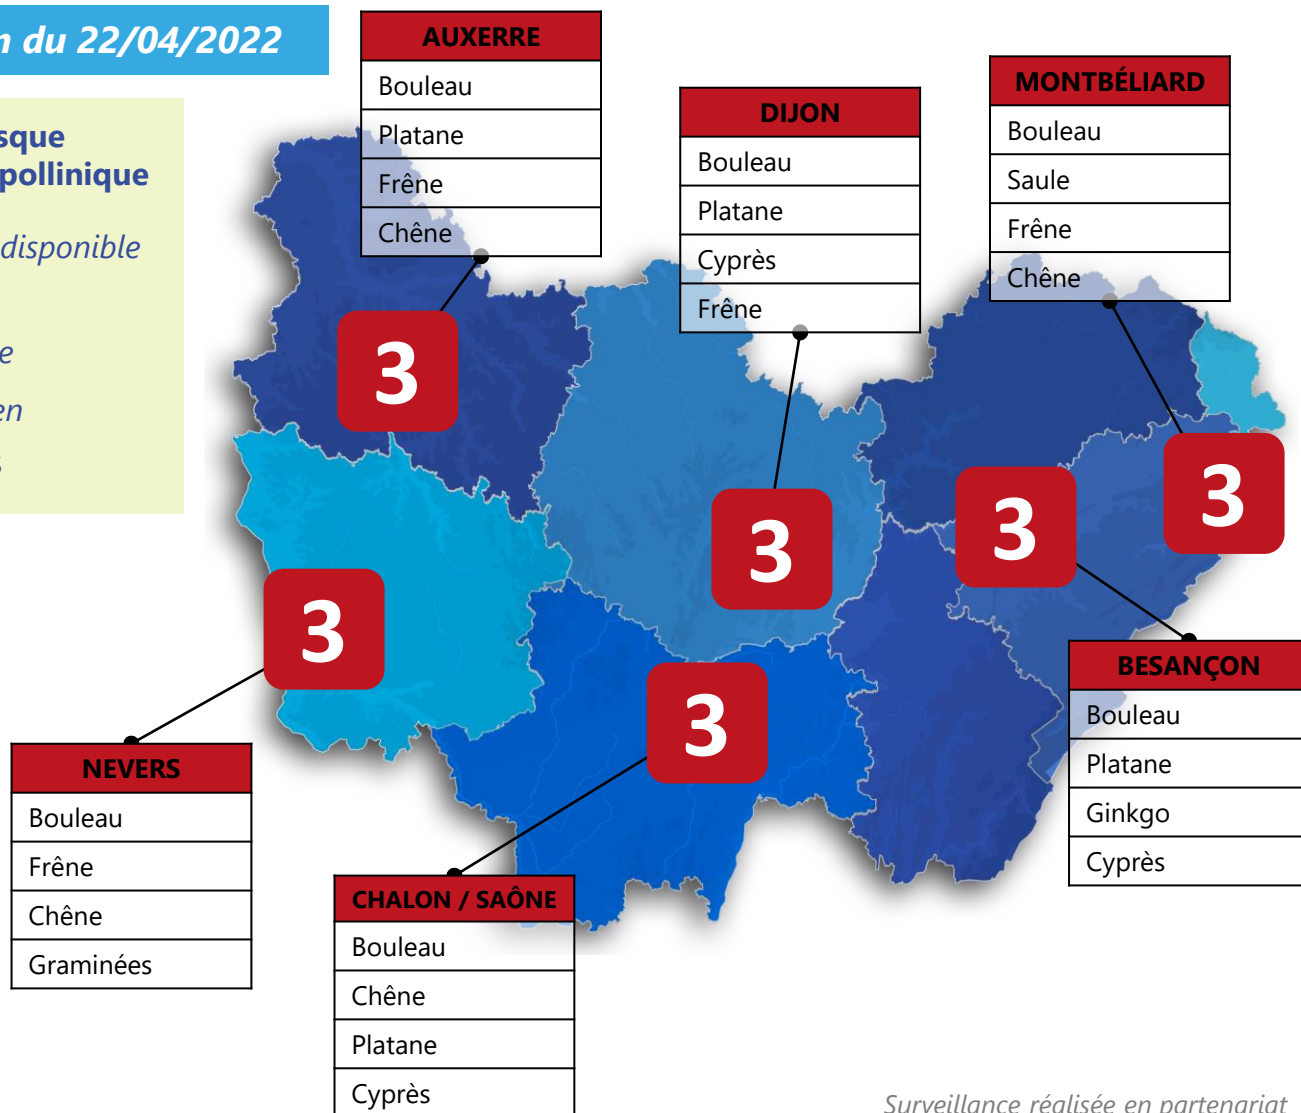 n du 22/04/2022
sque
pollinique
disponible
e
en
s
AUXERRE
Bouleau
Platane
Frêne
Chêne
3
DIJON
Bouleau
Platane
Cyprès
Frêne
3
MONTBÉLIARD
Bouleau
Saule
Frêne
Chêne
3
3
BESANÇON
Bouleau
Platane
Ginkgo
Cyprès
3
NEVERS
Bouleau
Frêne
Chêne
Graminées
3
CHALON / SAÔNE
Bouleau
Chêne
Platane
Cyprès
Surveillance réalisée en partenariat